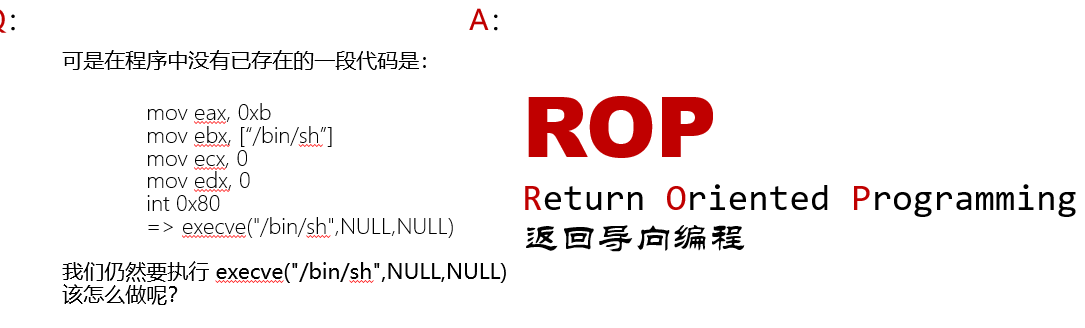 Q：
可是在程序中没有已存在的一段代码是：
mov eax, 0xb
mov ebx, [“/bin/sh”]
mov ecx, 0
mov edx, 0
int 0x80
=> execve("/bin/sh",NULL,NULL)
我们仍然要执行 execve("/bin/sh",NULL,NULL)
该怎么做呢？
A：
ROP
Return Oriented Programming
返回导向编程